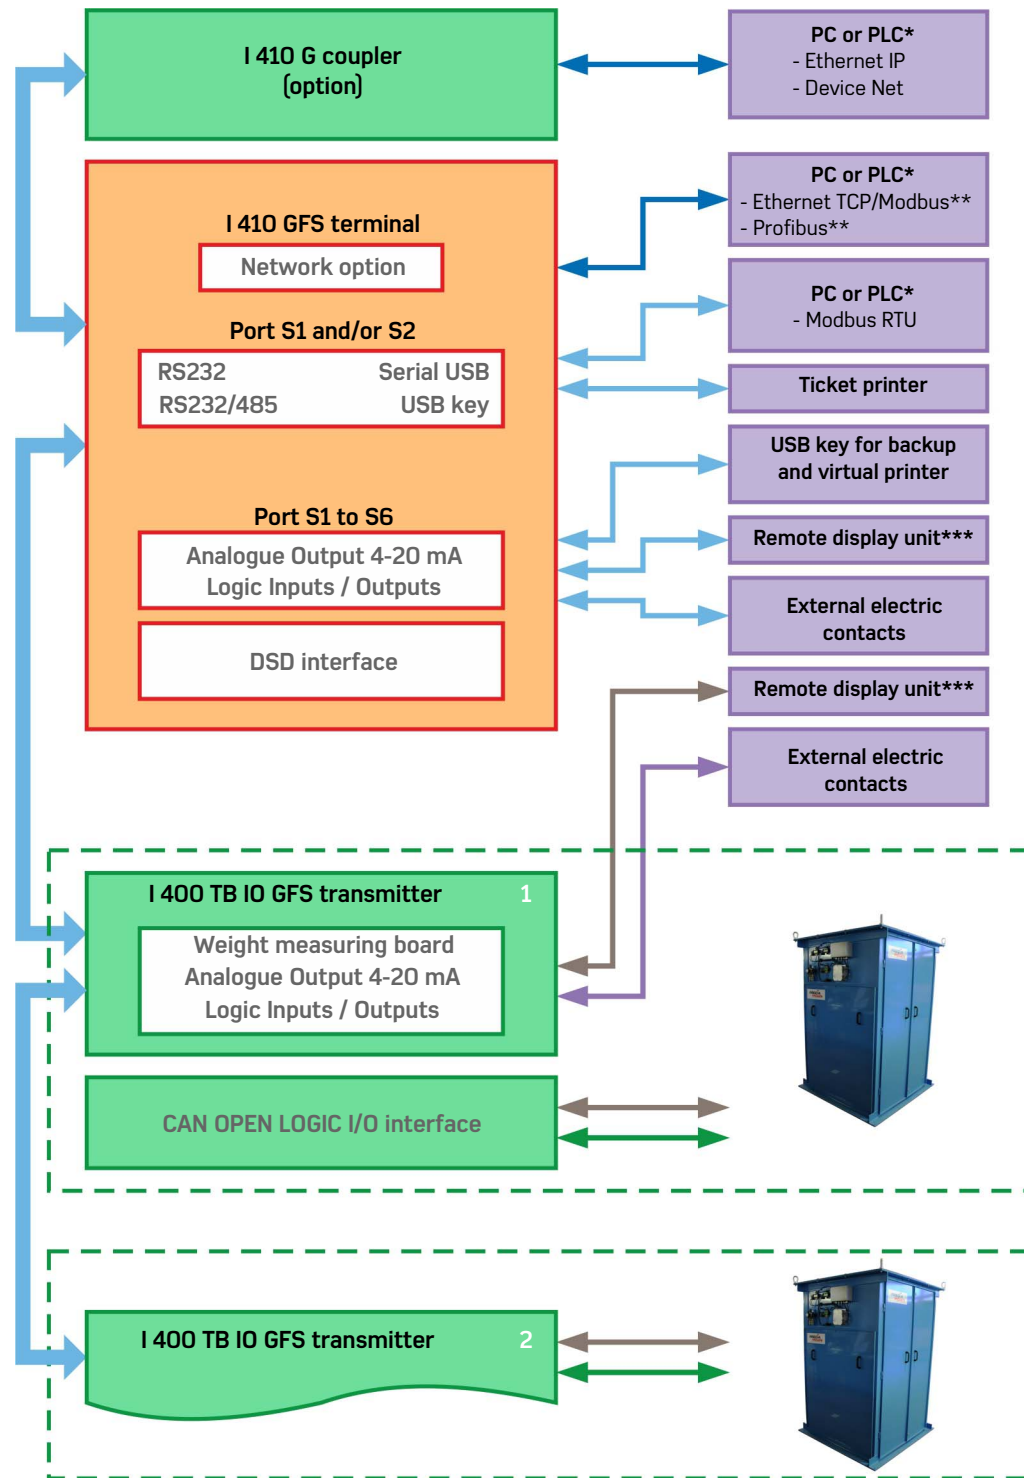 I 410 G coupler
(option)
PC or PLC*
- Ethernet IP
- Device Net
I 410 GFS terminal
Network option
PC or PLC*
- Ethernet TCP/Modbus**
- Profibus**
Port S1 and/or S2
RS232 Serial USB
RS232/485 USB key
PC or PLC*
- Modbus RTU
Ticket printer
USB key for backup
and virtual printer
Port S1 to S6
Analogue Output 4-20 mA
Logic Inputs / Outputs
Remote display unit***
External electric
contacts
DSD interface
Remote display unit***
External electric
contacts
I 400 TB IO GFS transmitter 1
Weight measuring board
Analogue Output 4-20 mA
Logic Inputs / Outputs
CAN OPEN LOGIC I/O interface
I 400 TB IO GFS transmitter 2